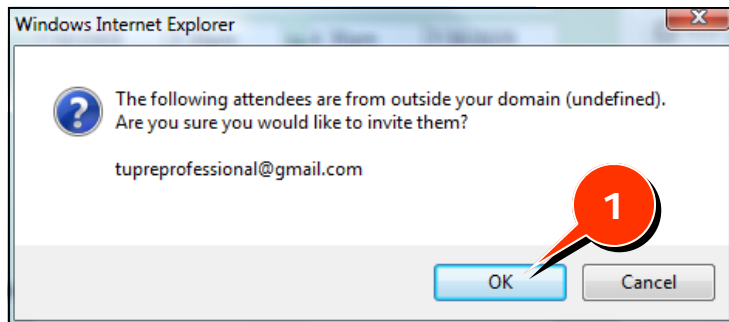 Windows Internet Explorer
The following attendees are from outside your domain (undefined).
Are you sure you would like to invite them?
tupreprofessional@gmail.com
1
OK
Cancel